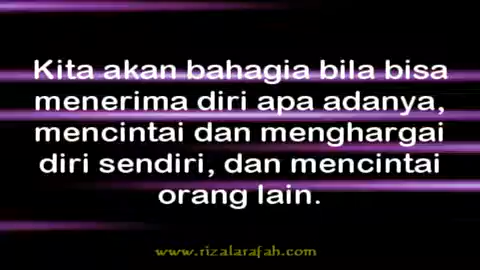 Kita akan bahagia bila bisa
menerima diri apa adanya,
mencintai dan menghargai
diri sendiri, dan mencintai
orang lain.
www.rizalarafah.com